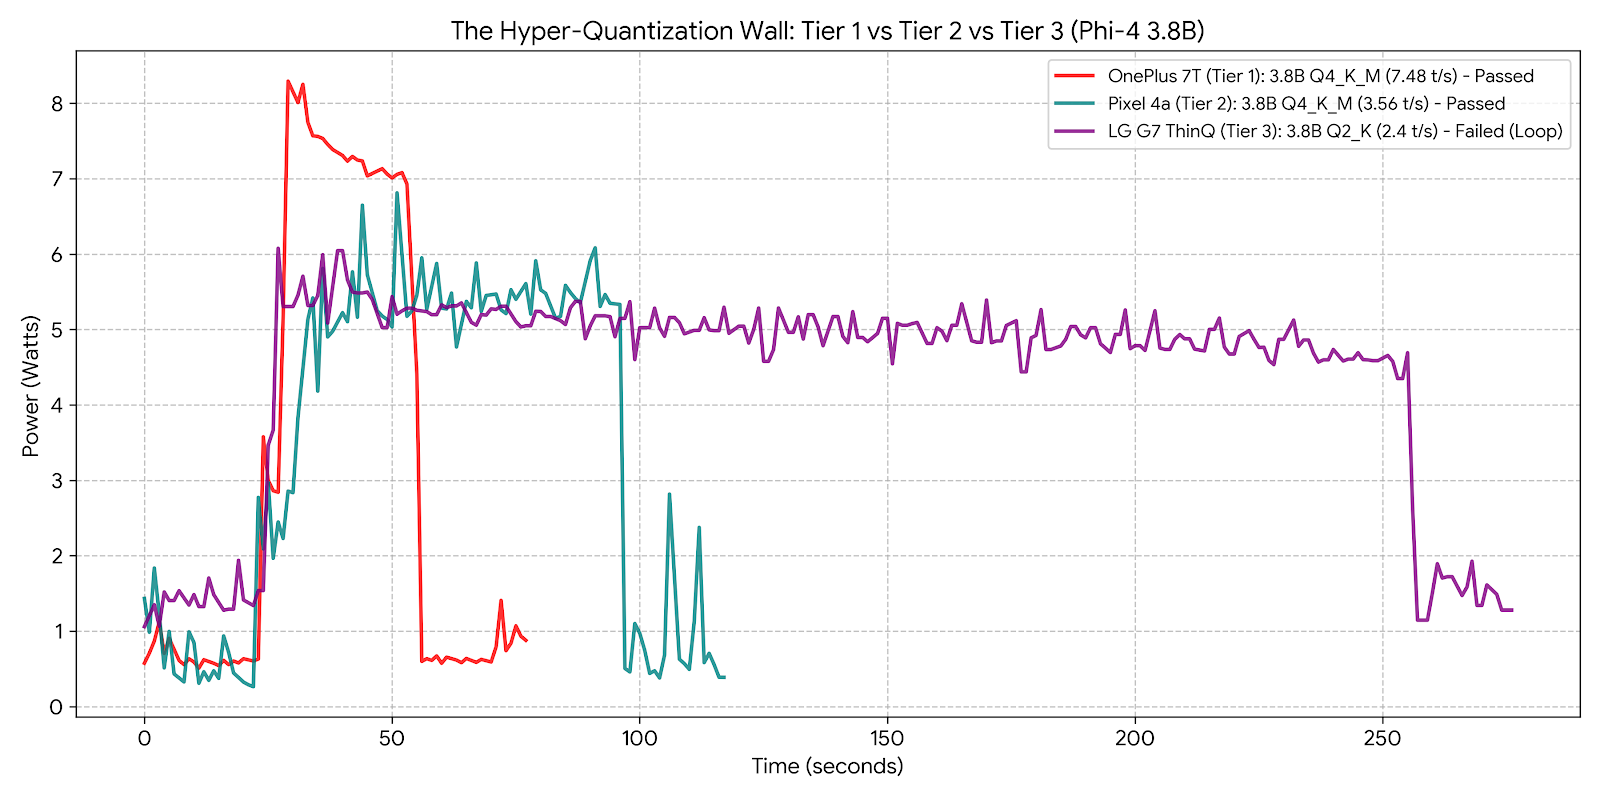 The Hyper-Quantization Wall: Tier 1 vs Tier 2 vs Tier 3 (Phi-4 3.8B)
OnePlus 7T (Tier 1): 3.8B Q4_K_M (7.48 t/s) - Passed
Pixel 4a (Tier 2): 3.8B Q4_K_M (3.56 t/s) - Passed
LG G7 ThinQ (Tier 3): 3.8B Q2_K (2.4 t/s) - Failed (Loop)
Power (Watts)
8
7
6
5
4
3
2
1
0
0 50 100 150 200 250
Time (seconds)